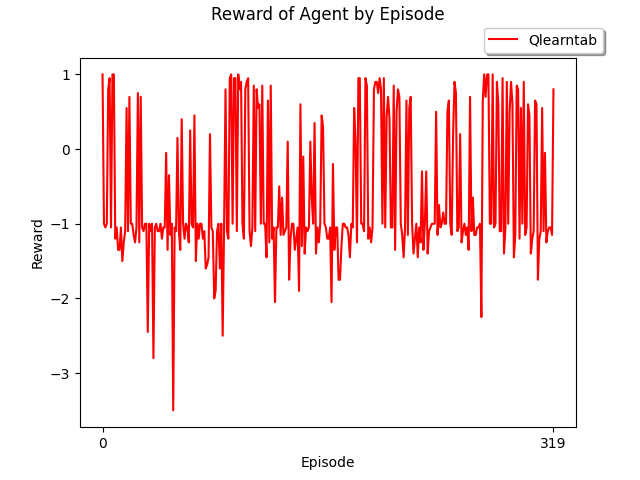 Reward of Agent by Episode
Qlearntab
1
0
−1
−2
−3
Reward
0
319
Episode